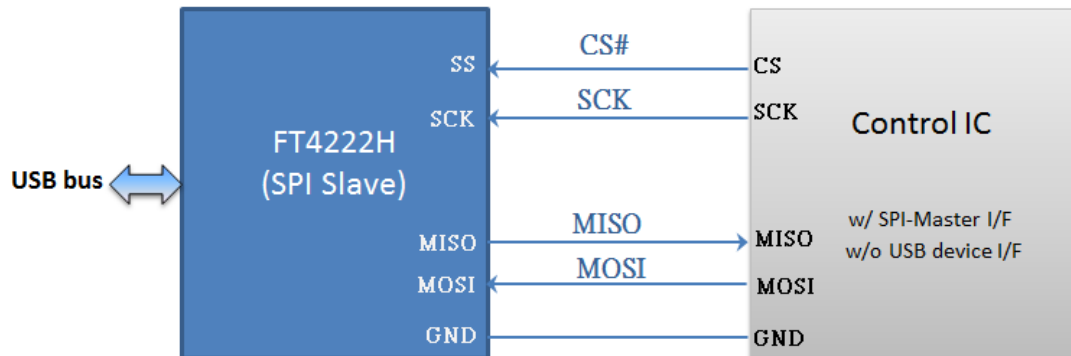 CS#
SS
CS
SCK
SCK
SCK
FT4222H
(SPI Slave)
Control IC
USB bus
MISO
MISO
MISO
w/ SPI-Master I/F
w/o USB device I/F
MOSI
MOSI
MOSI
GND
GND